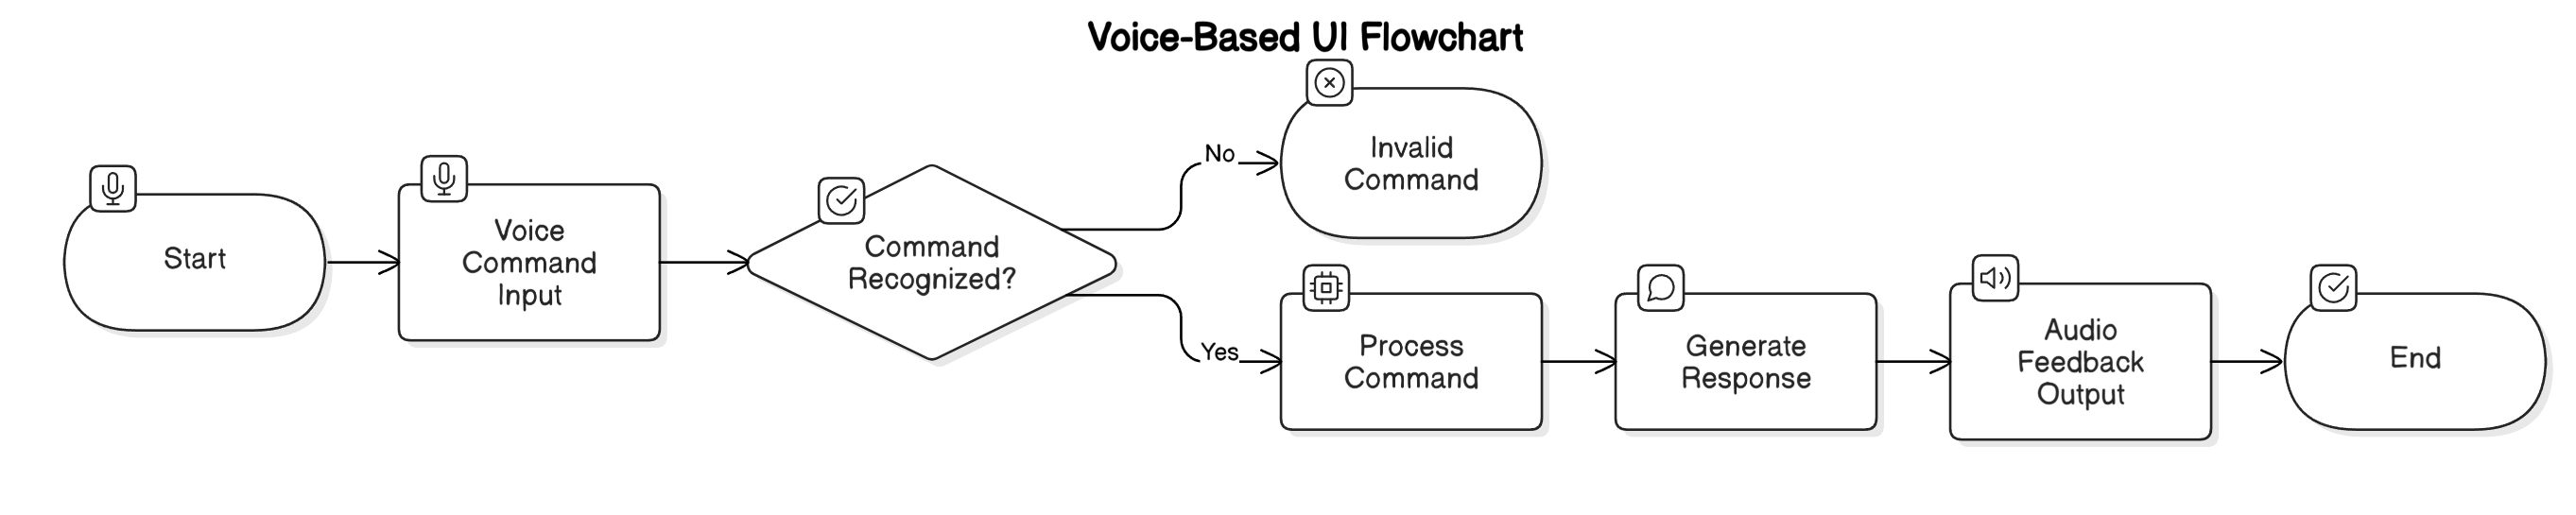 Voice-Based UI Flowchart
Start
Voice
Command
Input
Command
Recognized?
No
Invalid
Command
Yes
Process
Command
Generate
Response
Audio
Feedback
Output
End